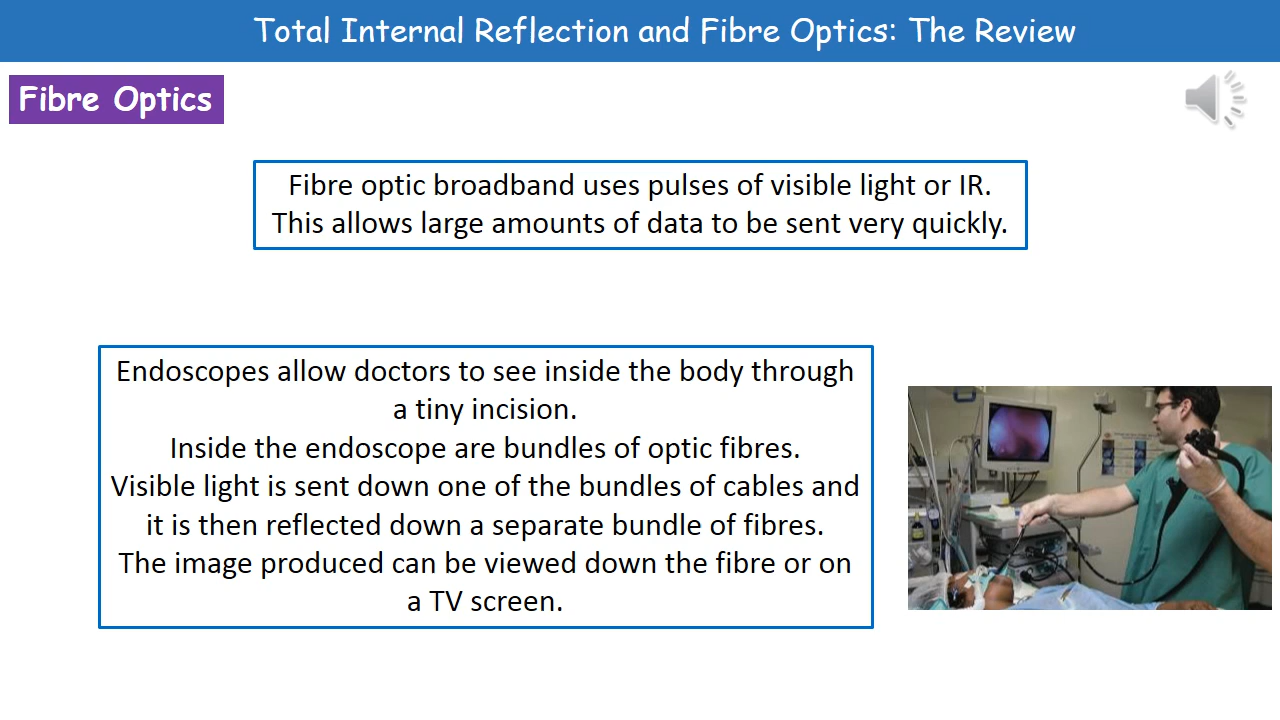 Total Internal Reflection and Fibre Optics: The Review
Fibre Optics
Fibre optic broadband uses pulses of visible light or IR.
This allows large amounts of data to be sent very quickly.
Endoscopes allow doctors to see inside the body through
a tiny incision.
Inside the endoscope are bundles of optic fibres.
Visible light is sent down one of the bundles of cables and
it is then reflected down a separate bundle of fibres.
The image produced can be viewed down the fibre or on
a TV screen.